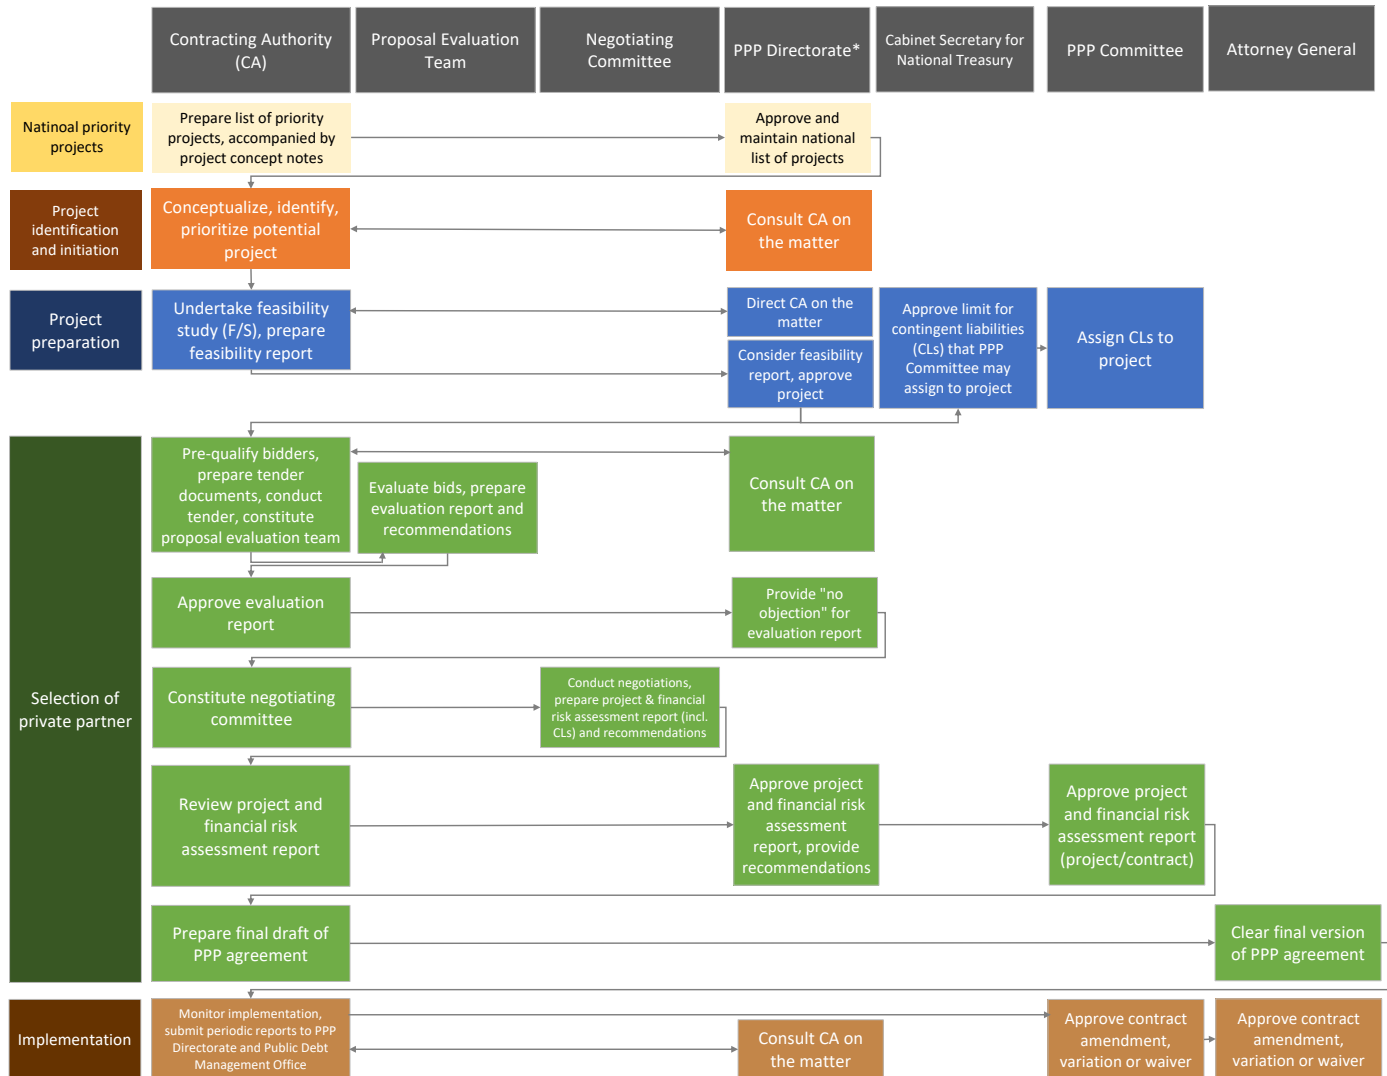 Contracting Authority
(CA)
Proposal Evaluation
Team
Negotiating
Committee
PPP Directorate*
Cabinet Secretary for
National Treasury
PPP Committee
Attorney General
Natinoal priority
projects
Prepare list of priority
projects, accompanied by
project concept notes
Approve and
maintain national
list of projects
Project
identification
and initiation
Conceptualize, identify,
prioritize potential
project
Consult CA on
the matter
Project
preparation
Undertake feasibility
study (F/S), prepare
feasibility report
Direct CA on the
matter
Consider feasibility
report, approve
project
Approve limit for
contingent liabilities
(CLs) that PPP
Committee may
assign to project
Assign CLs to
project
Selection of
private partner
Pre-qualify bidders,
prepare tender
documents, conduct
tender, constitute
proposal evaluation team
Evaluate bids, prepare
evaluation report and
recommendations
Consult CA on
the matter
Approve evaluation
report
Provide "no
objection" for
evaluation report
Constitute negotiating
committee
Conduct negotiations,
prepare project & financial
risk assessment report (incl.
CLs) and recommendations
Review project and
financial risk
assessment report
Approve project
and financial risk
assessment
report, provide
recommendations
Approve project
and financial risk
assessment report
(project/contract)
Prepare final draft of
PPP agreement
Clear final version
of PPP agreement
Implementation
Monitor implementation,
submit periodic reports to PPP
Directorate and Public Debt
Management Office
Consult CA on
the matter
Approve contract
amendment,
variation or waiver
Approve contract
amendment,
variation or waiver